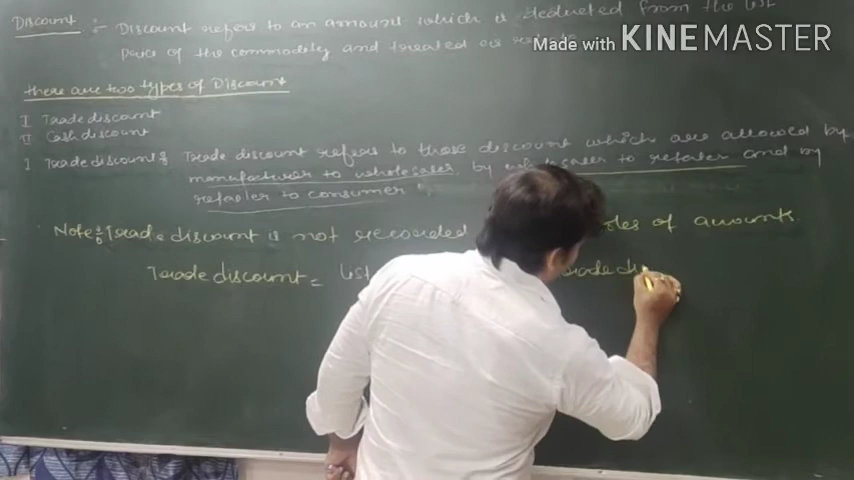 Discount :- Discount refers to an amount which is deducted from the list
price of the commodity and treated as
Made with KINEMASTER
there are two types of Discount
I Trade discount
II Cash discount
I Trade discount : Trade discount refers to those discount which are allowed by
manufacturer to wholesaler, by wholesaler to retailer and by
retailer to consumer
Note : Trade discount is not recorded of amounts.
Trade discount = list trade di